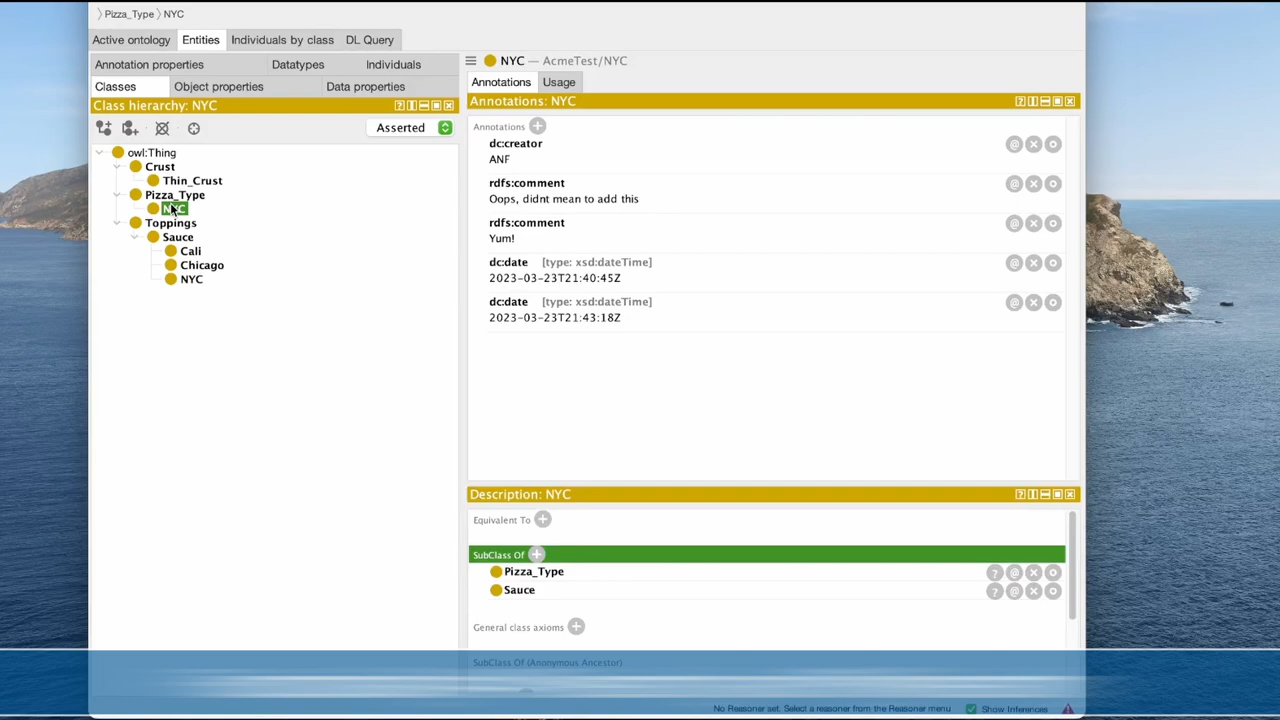 Pizza_Type NYC
Active ontology Entities Individuals by class DL Query
Annotation properties Datatypes Individuals
Classes Object properties Data properties
Class hierarchy: NYC
Asserted
owl:Thing
Crust
Thin_Crust
Pizza_Type
NYC
Toppings
Sauce
Cali
Chicago
NYC
NYC — AcmeTest/NYC
Annotations Usage
Annotations: NYC
Annotations
dc:creator
ANF
rdfs:comment
Oops, didnt mean to add this
rdfs:comment
Yum!
dc:date [type: xsd:dateTime]
2023-03-23T21:40:45Z
dc:date [type: xsd:dateTime]
2023-03-23T21:43:18Z
Description: NYC
Equivalent To
SubClass Of
Pizza_Type
Sauce
General class axioms
SubClass Of (Anonymous Ancestor)
No Reasoner set. Select a reasoner from the Reasoner menu Show Inferences